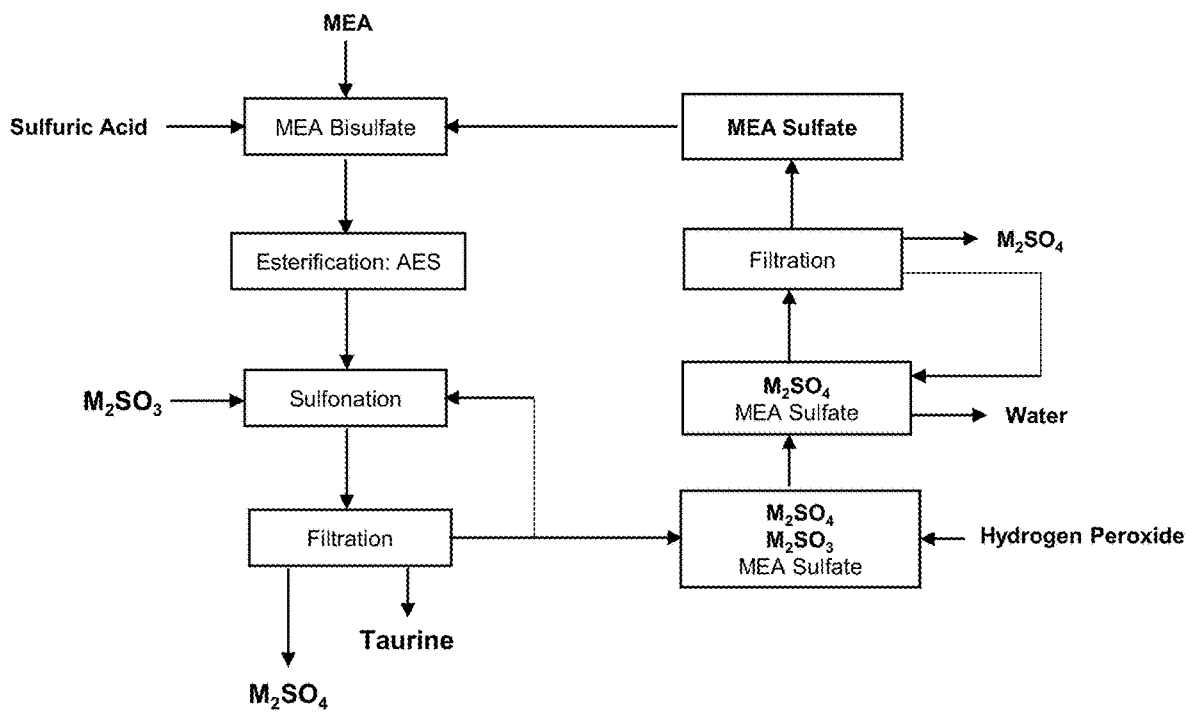 MEA
Sulfuric Acid
MEA Bisulfate
MEA Sulfate
Esterification: AES
Filtration
M₂SO₄
M₂SO₃
Sulfonation
M₂SO₄
MEA Sulfate
Water
Filtration
M₂SO₄
M₂SO₃
MEA Sulfate
Hydrogen Peroxide
Taurine
M₂SO₄